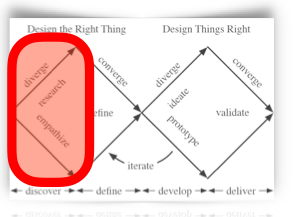 Design the Right Thing
Design Things Right
diverge
research
empathize
converge
efine
diverge
ideate
prototype
converge
validate
iterate
discover
define
develop
deliver